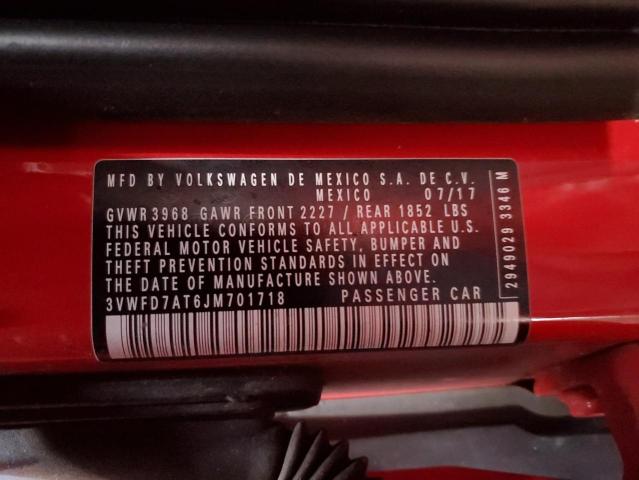 MFD BY VOLKSWAGEN DE MEXICO S.A. DE C.V.
MEXICO 07/17
GVWR 3968 GAWR FRONT 2227 / REAR 1852 LBS
THIS VEHICLE CONFORMS TO ALL APPLICABLE U.S.
FEDERAL MOTOR VEHICLE SAFETY, BUMPER AND
THEFT PREVENTION STANDARDS IN EFFECT ON
THE DATE OF MANUFACTURE SHOWN ABOVE.
3VWFD7AT6JM701718 PASSENGER CAR
2949029 3346 M